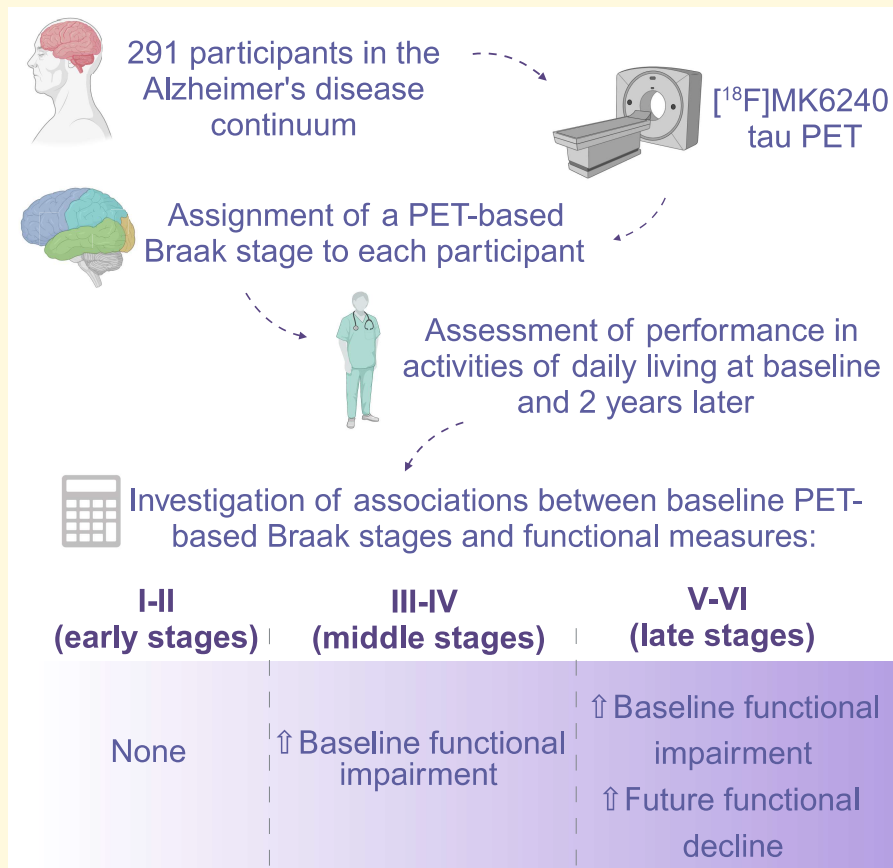 291 participants in the
Alzheimer's disease
continuum
[¹⁸F]MK6240
tau PET
Assignment of a PET-based
Braak stage to each participant
Assessment of performance in
activities of daily living at baseline
and 2 years later
Investigation of associations between baseline PET-
based Braak stages and functional measures:
I-II
(early stages)
III-IV
(middle stages)
V-VI
(late stages)
None
⇧Baseline functional
impairment
⇧Baseline functional
impairment
⇧Future functional
decline